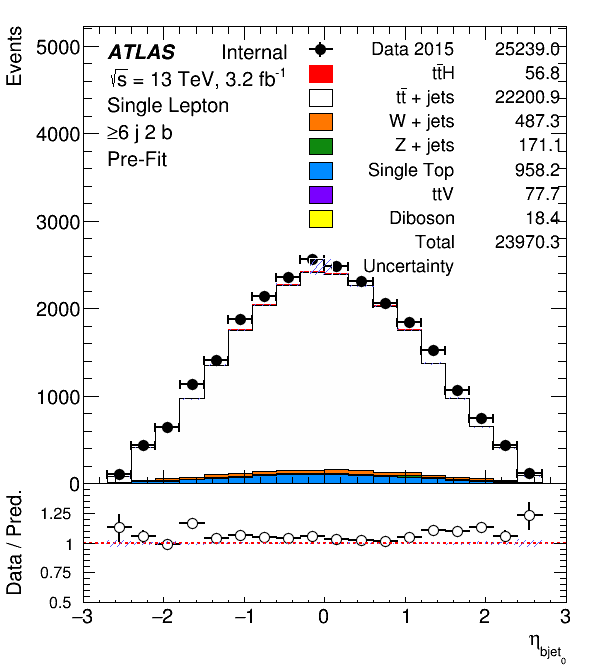 Events
5000
4000
3000
2000
1000
0
ATLAS Internal
√s = 13 TeV, 3.2 fb⁻¹
Single Lepton
≥6 j 2 b
Pre-Fit
Data 2015 25239.0
tt̄H 56.8
tt̄ + jets 22200.9
W + jets 487.3
Z + jets 171.1
Single Top 958.2
ttV 77.7
Diboson 18.4
Total 23970.3
Uncertainty
Data / Pred.
1.25
1
0.75
0.5
−3 −2 −1 0 1 2 3
η_bjet_0